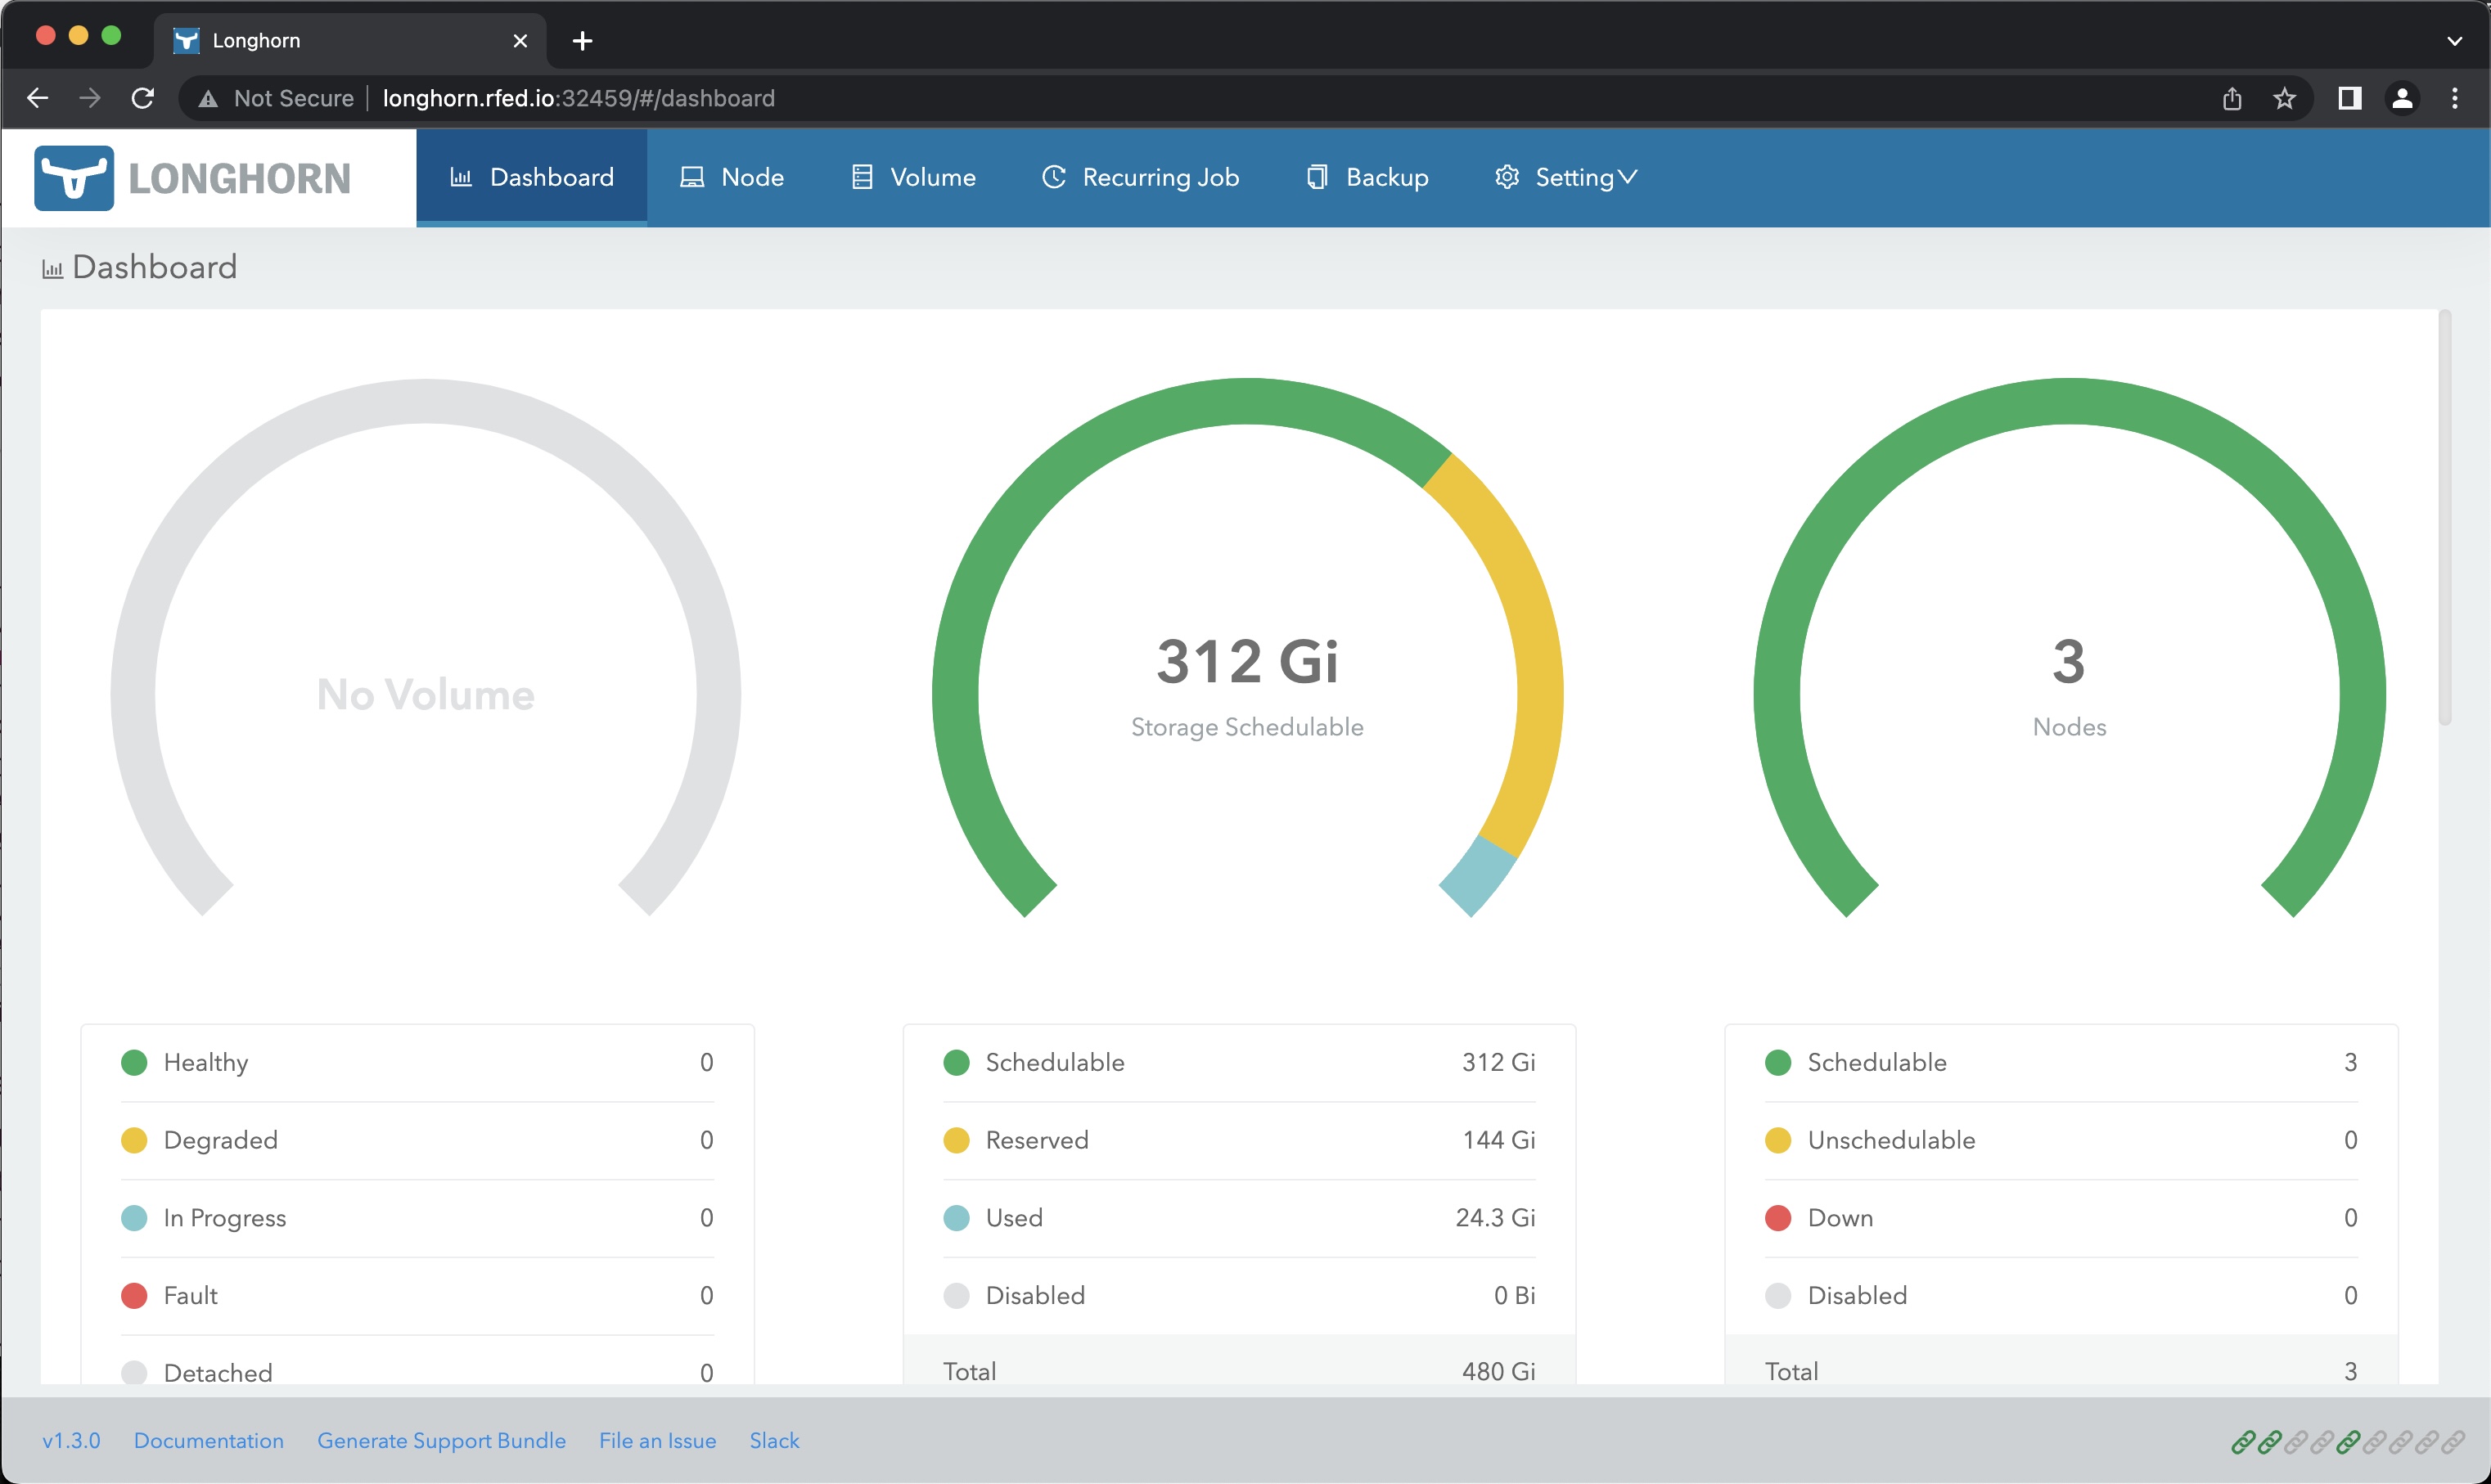 Longhorn
Not Secure longhorn.rfed.io:32459/#/dashboard
LONGHORN Dashboard Node Volume Recurring Job Backup Setting
Dashboard
No Volume
312 Gi
Storage Schedulable
3
Nodes
Healthy 0
Degraded 0
In Progress 0
Fault 0
Detached 0
Schedulable 312 Gi
Reserved 144 Gi
Used 24.3 Gi
Disabled 0 Bi
Total 480 Gi
Schedulable 3
Unschedulable 0
Down 0
Disabled 0
Total 3
v1.3.0 Documentation Generate Support Bundle File an Issue Slack